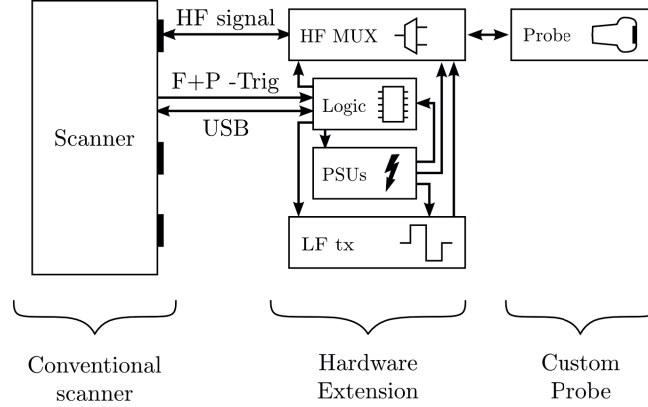 HF signal
HF MUX
Probe
F+P -Trig
Logic
USB
Scanner
PSUs
LF tx
Conventional
scanner
Hardware
Extension
Custom
Probe